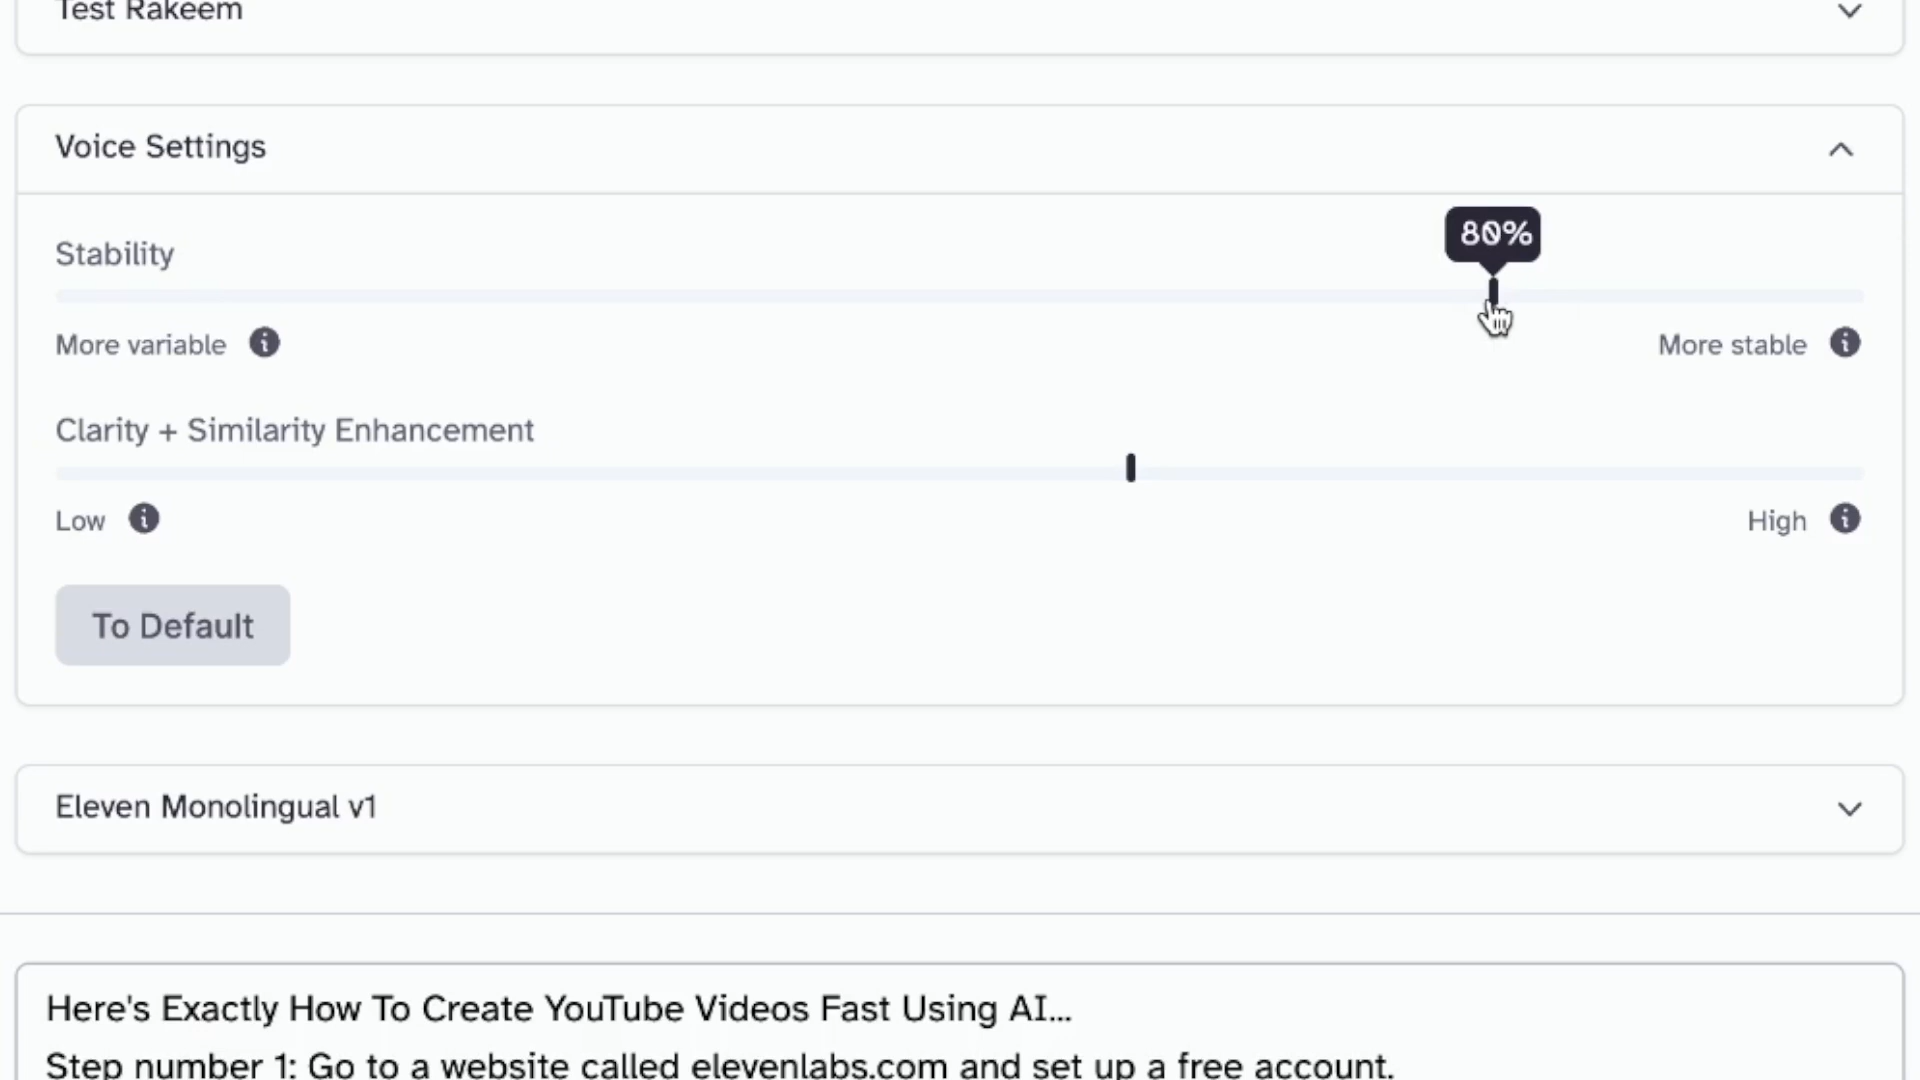 Test Rakeem
Voice Settings
80%
Stability
More variable
More stable
Clarity + Similarity Enhancement
Low
High
To Default
Eleven Monolingual v1
Here's Exactly How To Create YouTube Videos Fast Using AI...
Step number 1: Go to a website called elevenlabs.com and set up a free account.